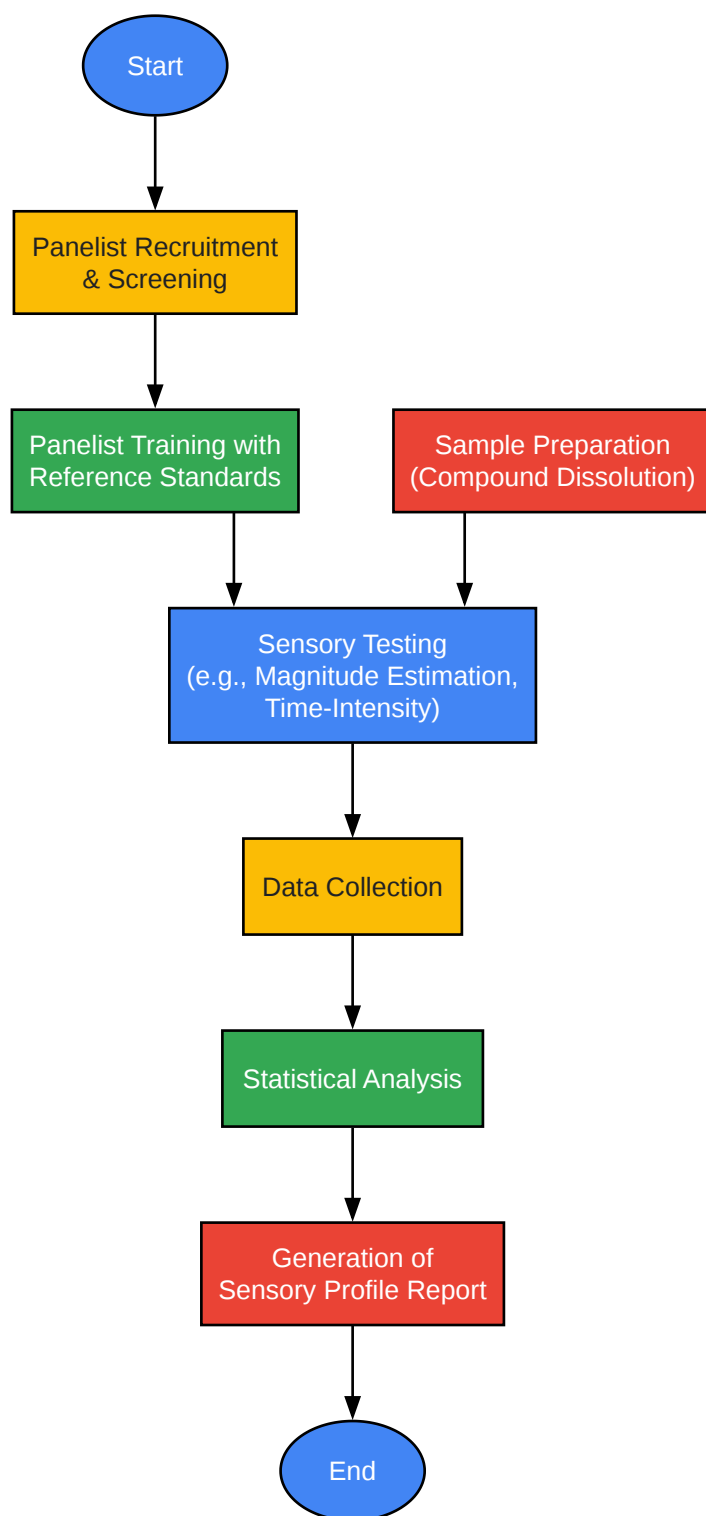 Start
Panelist Recruitment
& Screening
Panelist Training with
Reference Standards
Sample Preparation
(Compound Dissolution)
Sensory Testing
(e.g., Magnitude Estimation,
Time-Intensity)
Data Collection
Statistical Analysis
Generation of
Sensory Profile Report
End